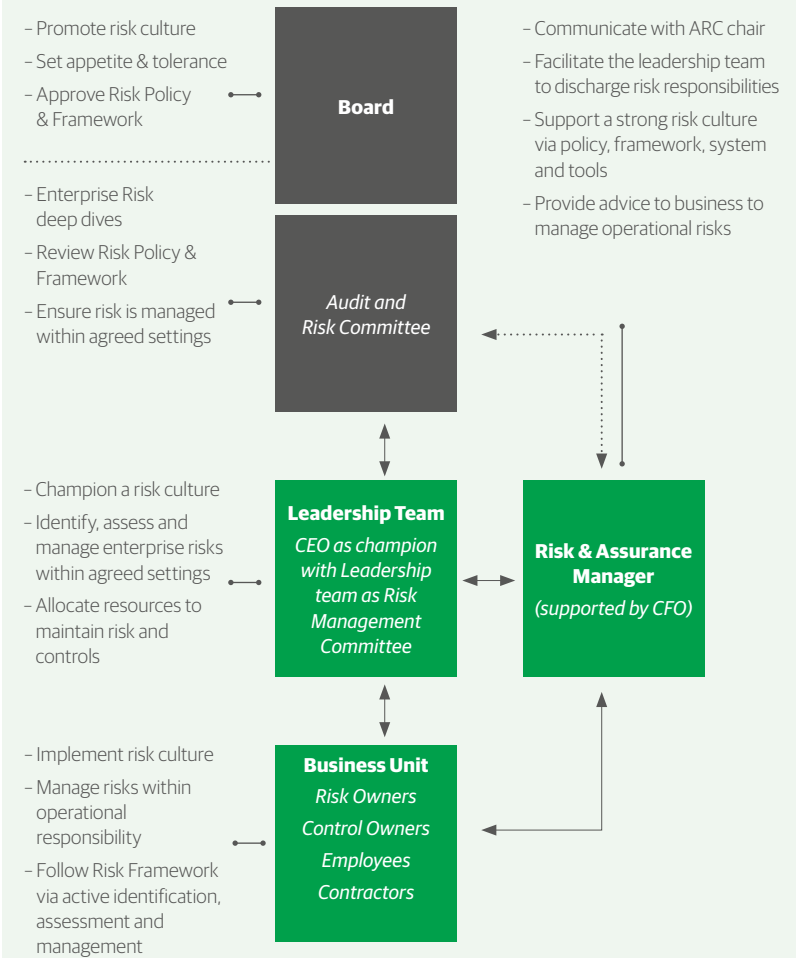 – Promote risk culture
– Set appetite & tolerance
– Approve Risk Policy
& Framework
Board
– Communicate with ARC chair
– Facilitate the leadership team
to discharge risk responsibilities
– Support a strong risk culture
via policy, framework, system
and tools
– Provide advice to business to
manage operational risks
– Enterprise Risk
deep dives
– Review Risk Policy &
Framework
– Ensure risk is managed
within agreed settings
Audit and
Risk Committee
– Champion a risk culture
– Identify, assess and
manage enterprise risks
within agreed settings
– Allocate resources to
maintain risk and
controls
Leadership Team
CEO as champion
with Leadership
team as Risk
Management
Committee
Risk & Assurance
Manager
(supported by CFO)
– Implement risk culture
– Manage risks within
operational
responsibility
– Follow Risk Framework
via active identification,
assessment and
management
Business Unit
Risk Owners
Control Owners
Employees
Contractors